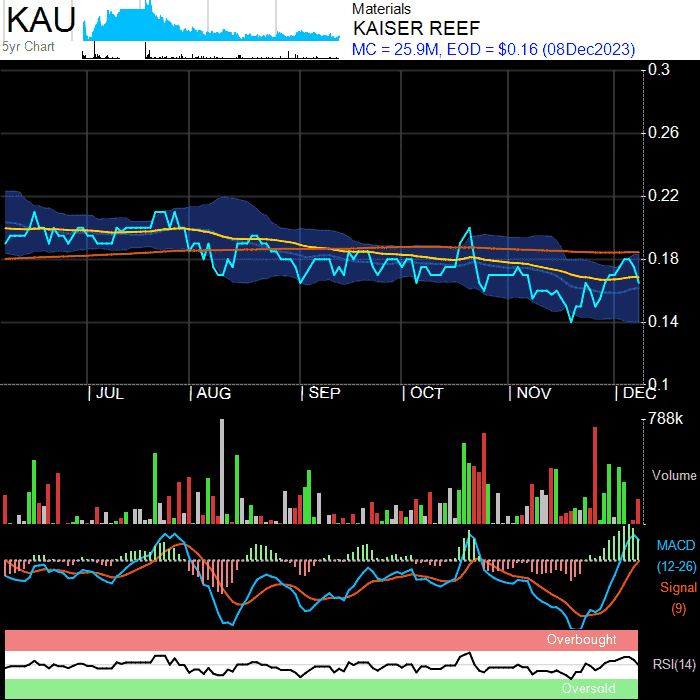 KAU
5yr Chart
Materials
KAISER REEF
MC = 25.9M, EOD = $0.16 (08Dec2023)
0.3
0.26
0.22
0.18
0.14
0.1
JUL
AUG
SEP
OCT
NOV
DEC
788k
Volume
MACD
(12-26)
Signal
(9)
Overbought
RSI(14)
Oversold